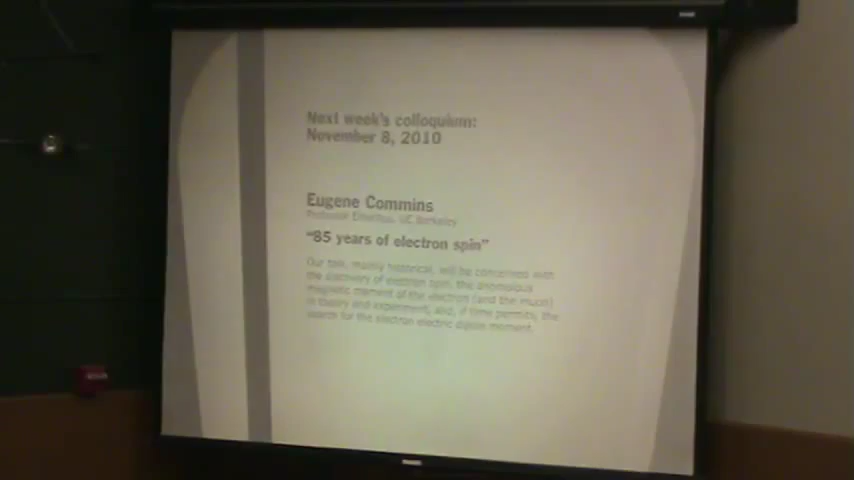 Next week's colloquium:
November 8, 2010
Eugene Commins
Professor Emeritus, UC Berkeley
"85 years of electron spin"
Our talk, mainly historical, will be concerned with
the discovery of electron spin, the anomalous
magnetic moment of the electron (and the muon)
in theory and experiment, and, if time permits, the
search for the electron electric dipole moment.